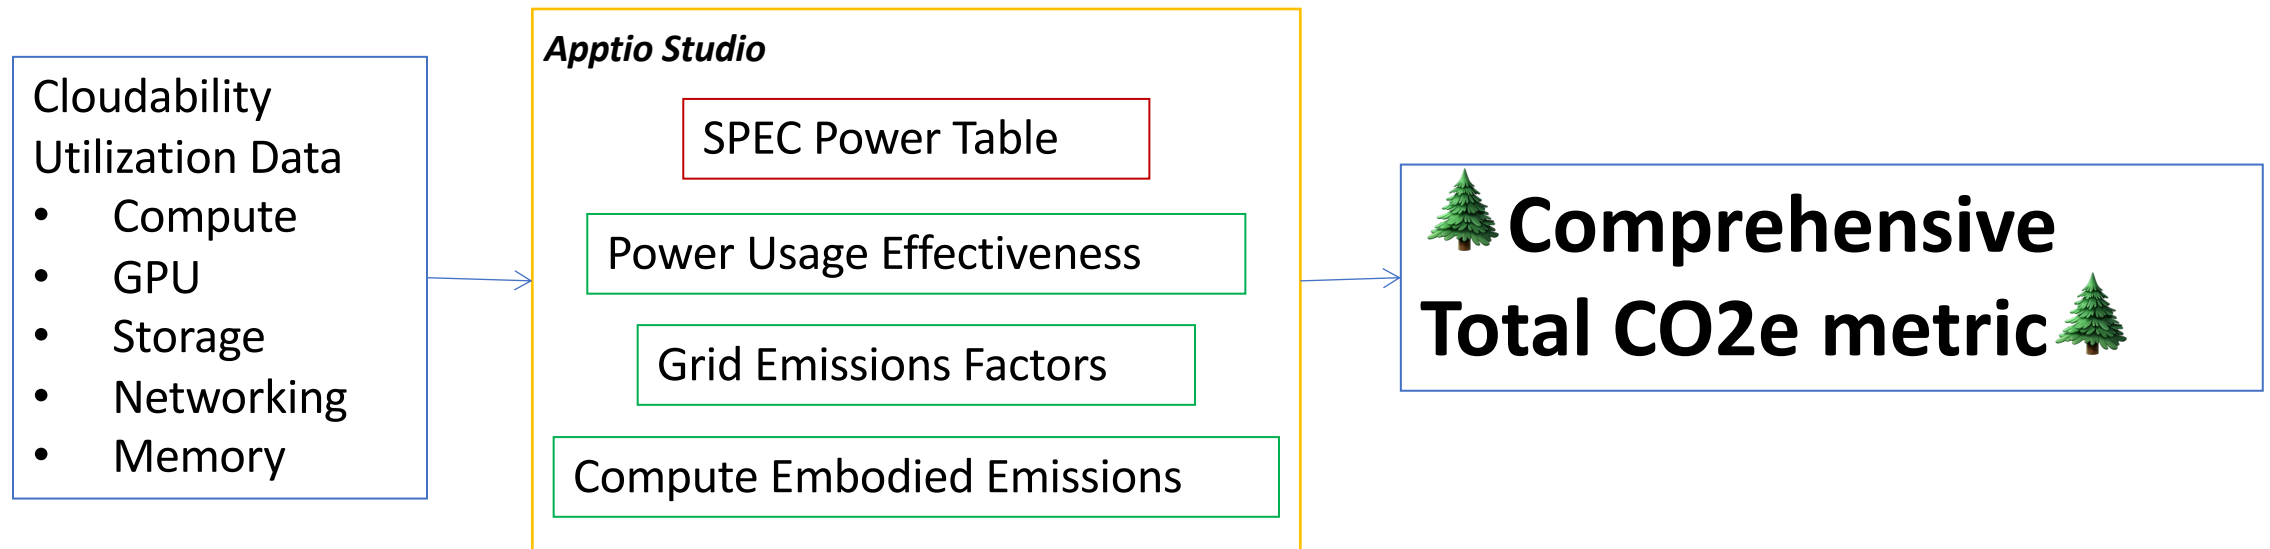 Cloudability
Utilization Data
• Compute
• GPU
• Storage
• Networking
• Memory
Apptio Studio
SPEC Power Table
Power Usage Effectiveness
Grid Emissions Factors
Compute Embodied Emissions
Comprehensive
Total CO2e metric